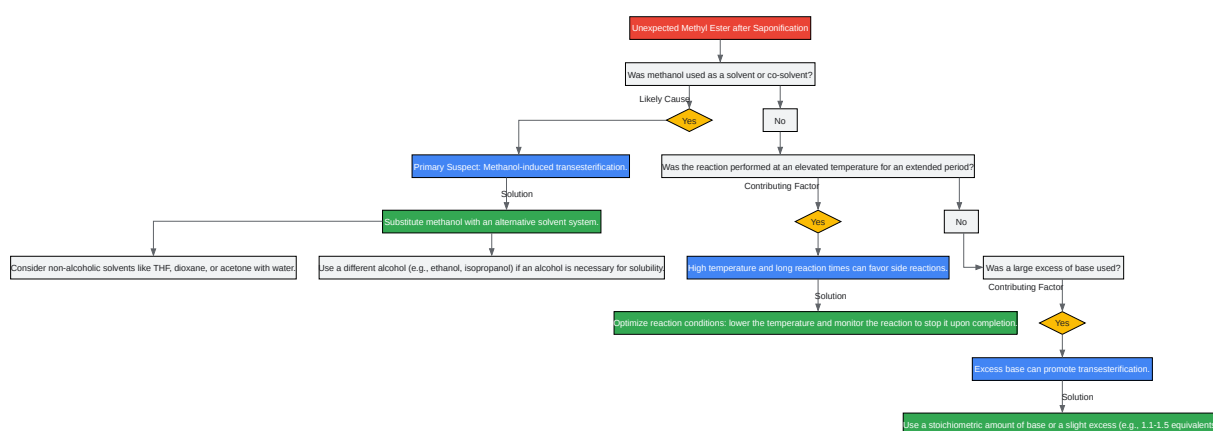 Unexpected Methyl Ester after Saponification
Was methanol used as a solvent or co-solvent?
Likely Cause
Yes
No
Primary Suspect: Methanol-induced transesterification.
Was the reaction performed at an elevated temperature for an extended period?
Solution
Contributing Factor
Substitute methanol with an alternative solvent system.
Yes
No
Consider non-alcoholic solvents like THF, dioxane, or acetone with water.
Use a different alcohol (e.g., ethanol, isopropanol) if an alcohol is necessary for solubility.
High temperature and long reaction times can favor side reactions.
Was a large excess of base used?
Solution
Contributing Factor
Optimize reaction conditions: lower the temperature and monitor the reaction to stop it upon completion.
Yes
Excess base can promote transesterification.
Solution
Use a stoichiometric amount of base or a slight excess (e.g., 1.1-1.5 equivalents